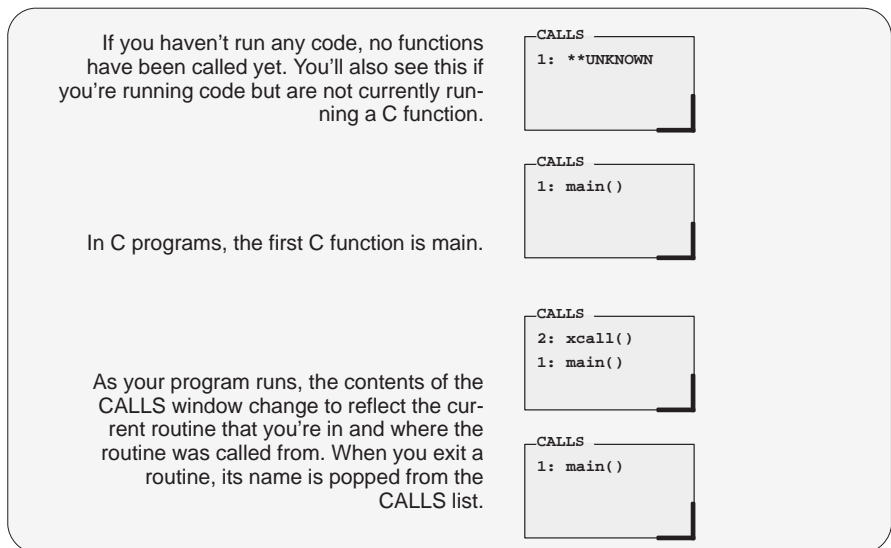 If you haven't run any code, no functions
have been called yet. You'll also see this if
you're running code but are not currently run-
ning a C function.
CALLS
1: **UNKNOWN
CALLS
1: main()
In C programs, the first C function is main.
CALLS
2: xcall()
1: main()
As your program runs, the contents of the
CALLS window change to reflect the cur-
rent routine that you're in and where the
routine was called from. When you exit a
routine, its name is popped from the
CALLS list.
CALLS
1: main()